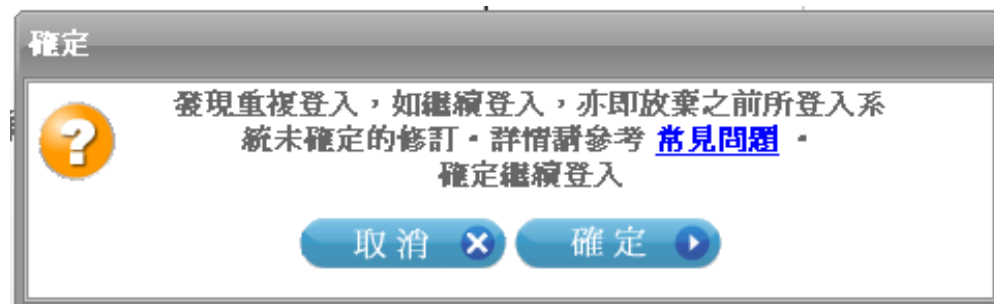 確定
發現重複登入，如繼續登入，亦即放棄之前所登入系
統未確定的修訂。詳情請參考 常見問題 。
確定繼續登入
取消
確定